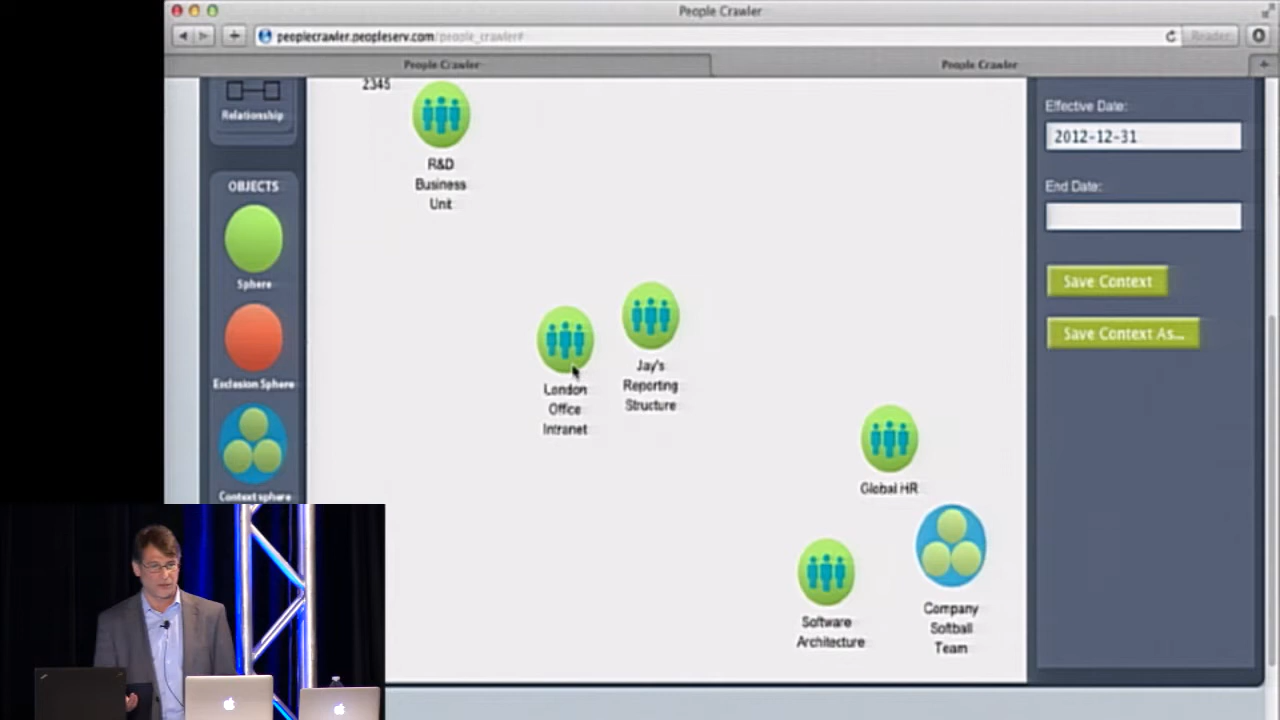 People Crawler
peoplecrawler.peopleserv.com/people_crawler#
Reader
People Crawler
People Crawler
Relationship
OBJECTS
Sphere
Exclusion Sphere
Context sphere
2345
R&D
Business
Unit
London
Office
Intranet
Jay's
Reporting
Structure
Global HR
Software
Architecture
Company
Softball
Team
Effective Date:
2012-12-31
End Date:
Save Context
Save Context As...